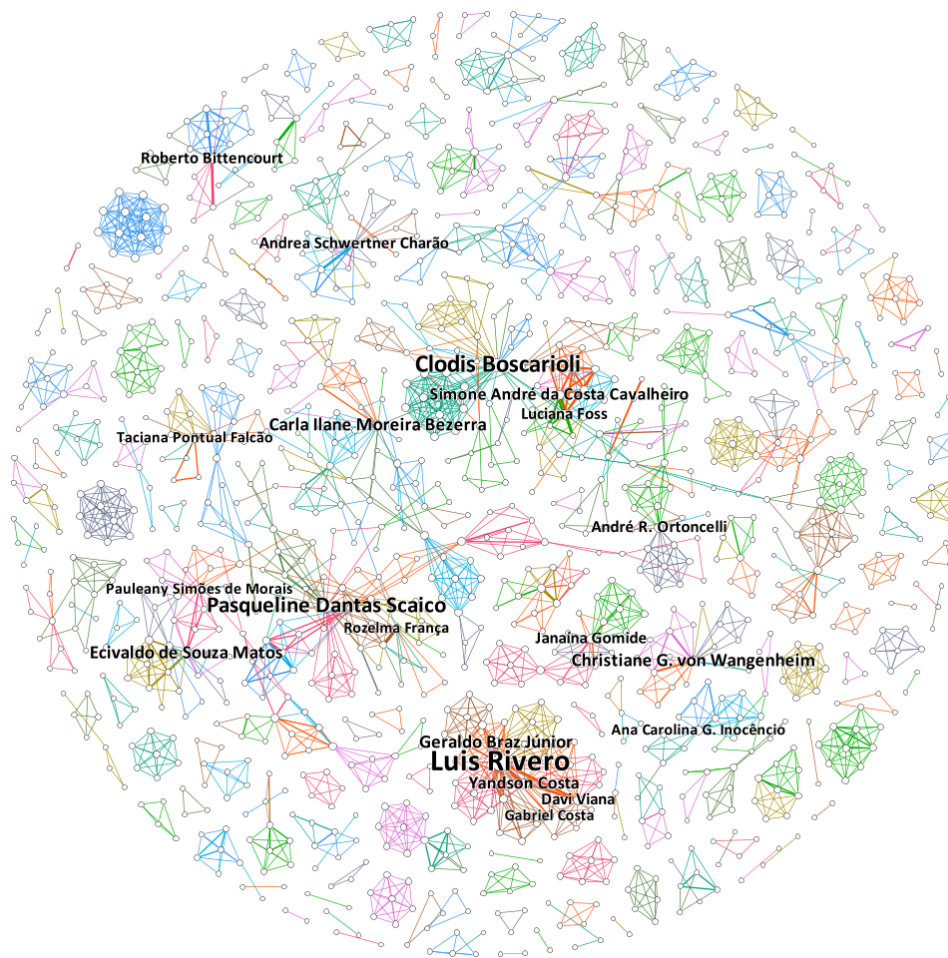 Roberto Bittencourt
Andrea Schwertner Charão
Clodis Boscarioli
Simone André da Costa Cavalheiro
Luciana Foss
Carla Ilane Moreira Bezerra
Taciana Pontual Falcão
André R. Ortoncelli
Pauleany Simões de Morais
Pasqueline Dantas Scaico
Rozelma França
Ecivaldo de Souza Matos
Janaína Gomide
Christiane G. von Wangenheim
Ana Carolina G. Inocêncio
Geraldo Braz Júnior
Luis Rivero
Yandson Costa
Davi Viana
Gabriel Costa